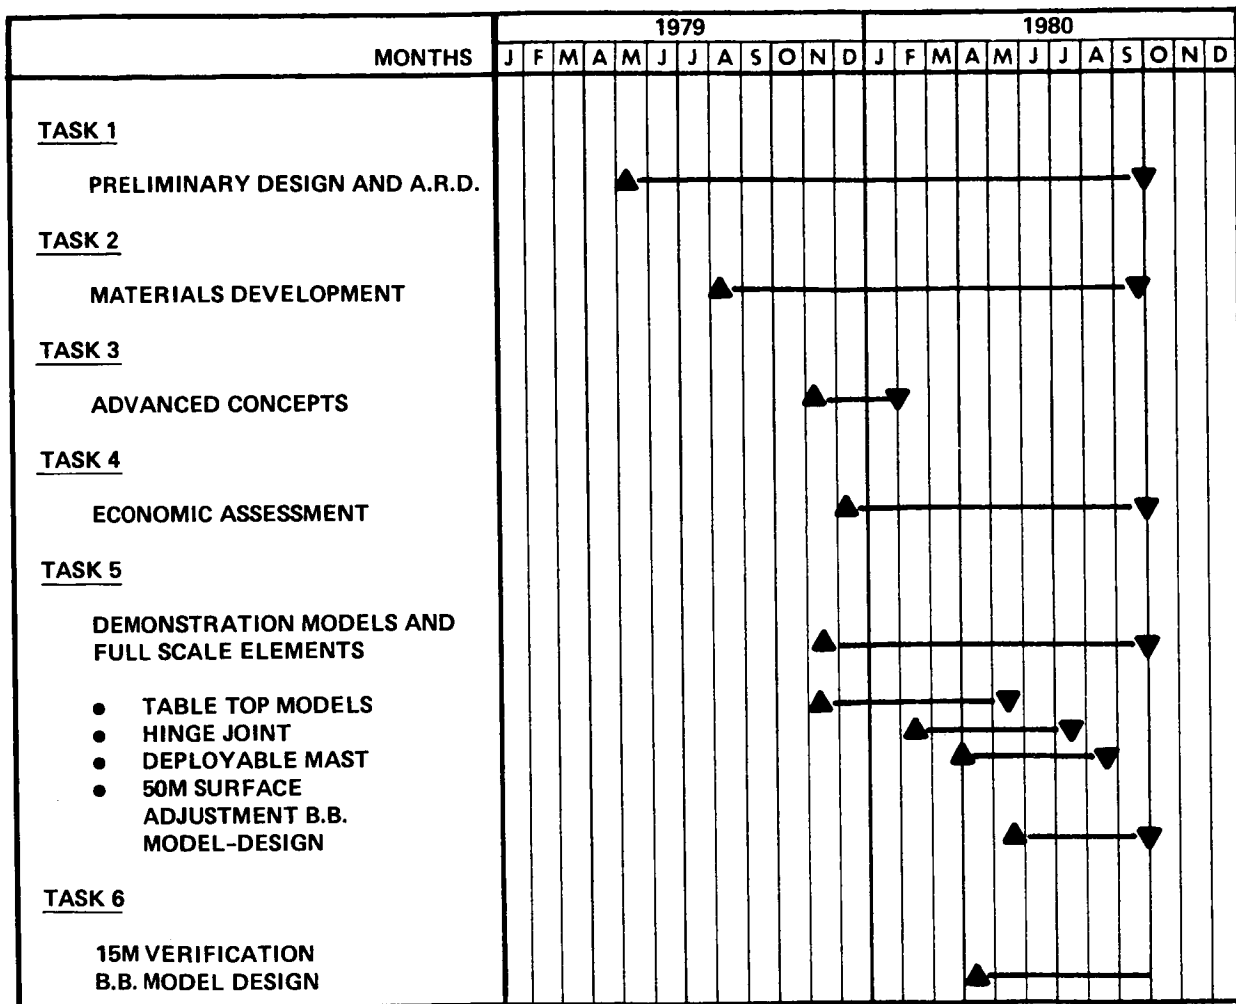 1979 1980
MONTHS J F M A M J J A S O N D J F M A M J J A S O N D
TASK 1
PRELIMINARY DESIGN AND A.R.D.
TASK 2
MATERIALS DEVELOPMENT
TASK 3
ADVANCED CONCEPTS
TASK 4
ECONOMIC ASSESSMENT
TASK 5
DEMONSTRATION MODELS AND
FULL SCALE ELEMENTS
● TABLE TOP MODELS
● HINGE JOINT
● DEPLOYABLE MAST
● 50M SURFACE
ADJUSTMENT B.B.
MODEL-DESIGN
TASK 6
15M VERIFICATION
B.B. MODEL DESIGN